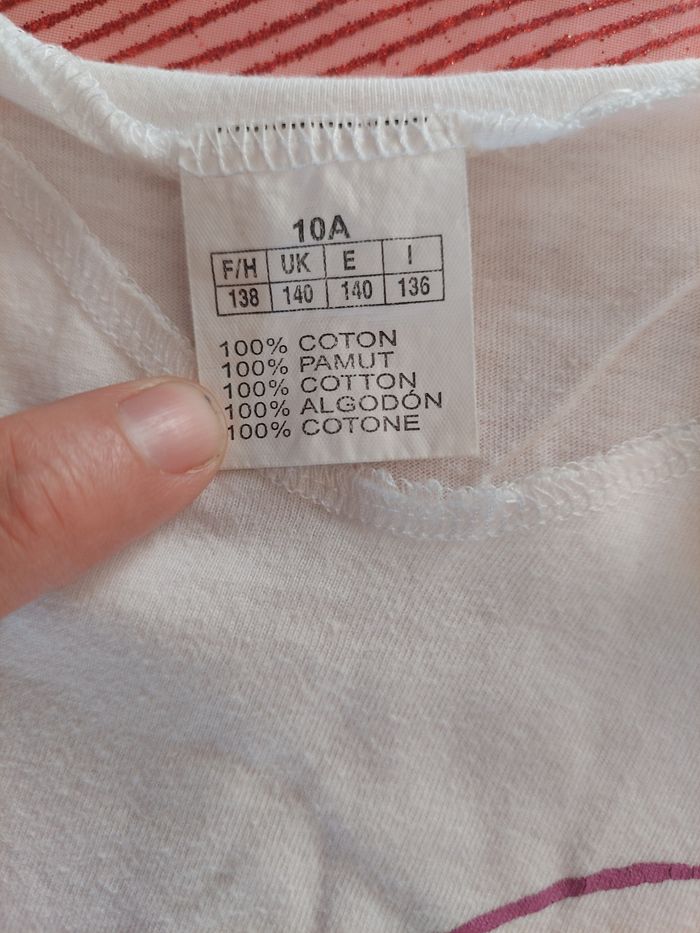 10A
F/H UK E I
138 140 140 136
100% COTON
100% PAMUT
100% COTTON
100% ALGODÓN
100% COTONE